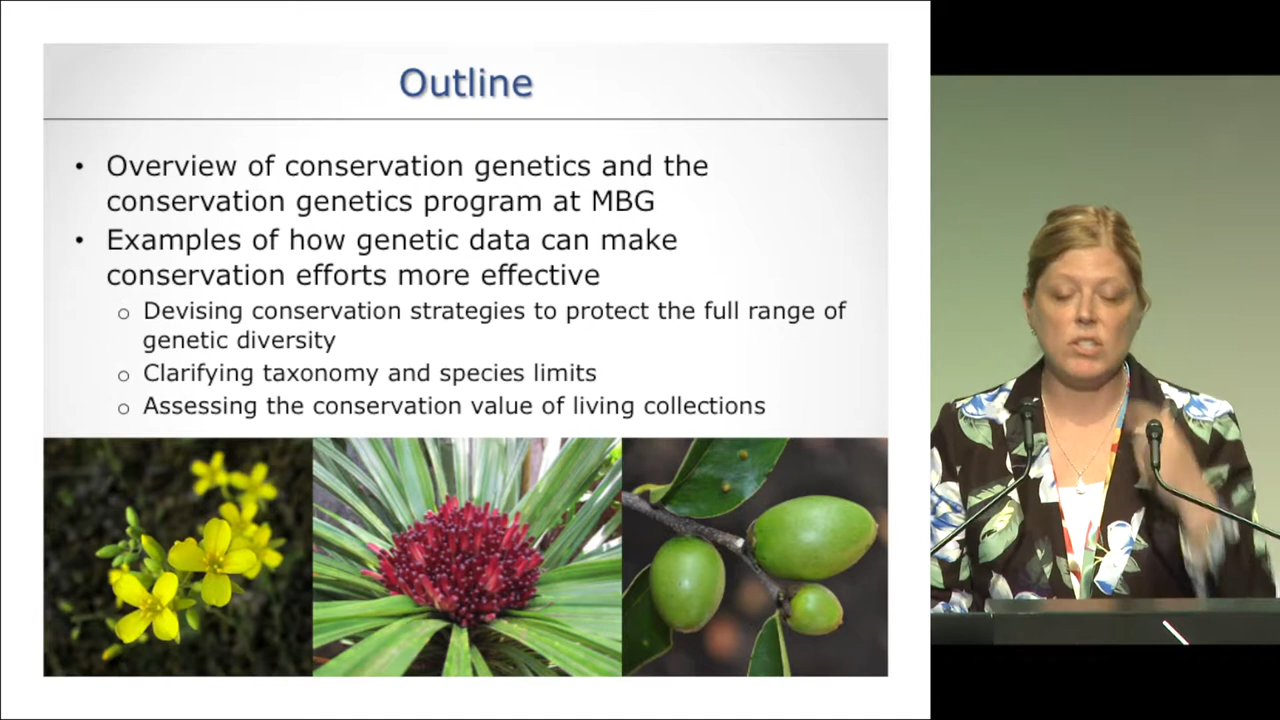 Outline
• Overview of conservation genetics and the
conservation genetics program at MBG
• Examples of how genetic data can make
conservation efforts more effective
o Devising conservation strategies to protect the full range of
genetic diversity
o Clarifying taxonomy and species limits
o Assessing the conservation value of living collections